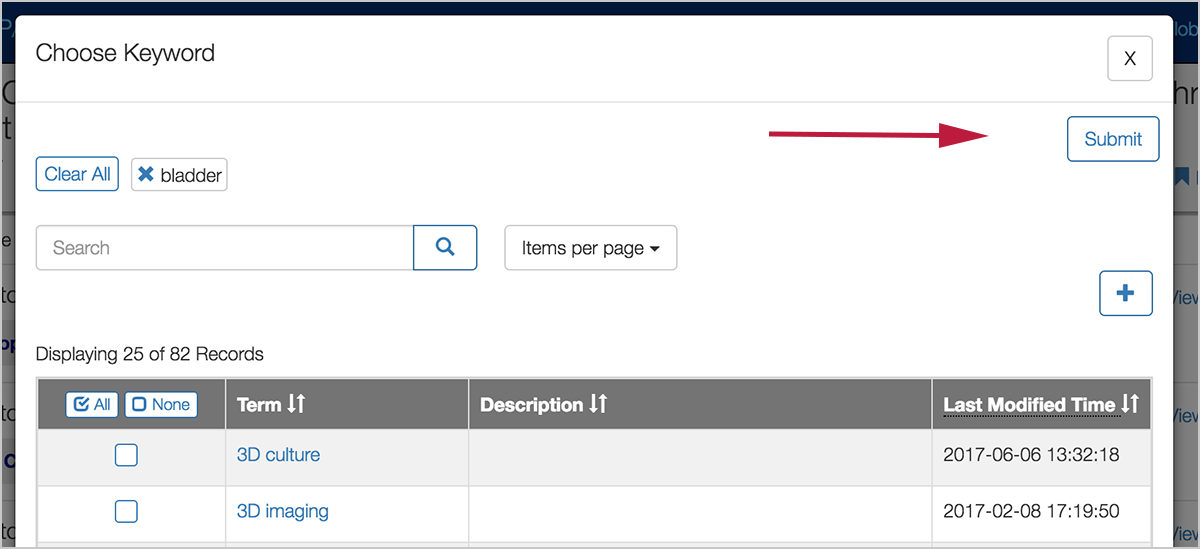 Choose Keyword
X
Submit
Clear All
bladder
Search
Items per page
Displaying 25 of 82 Records
All None Term Description Last Modified Time
3D culture 2017-06-06 13:32:18
3D imaging 2017-02-08 17:19:50